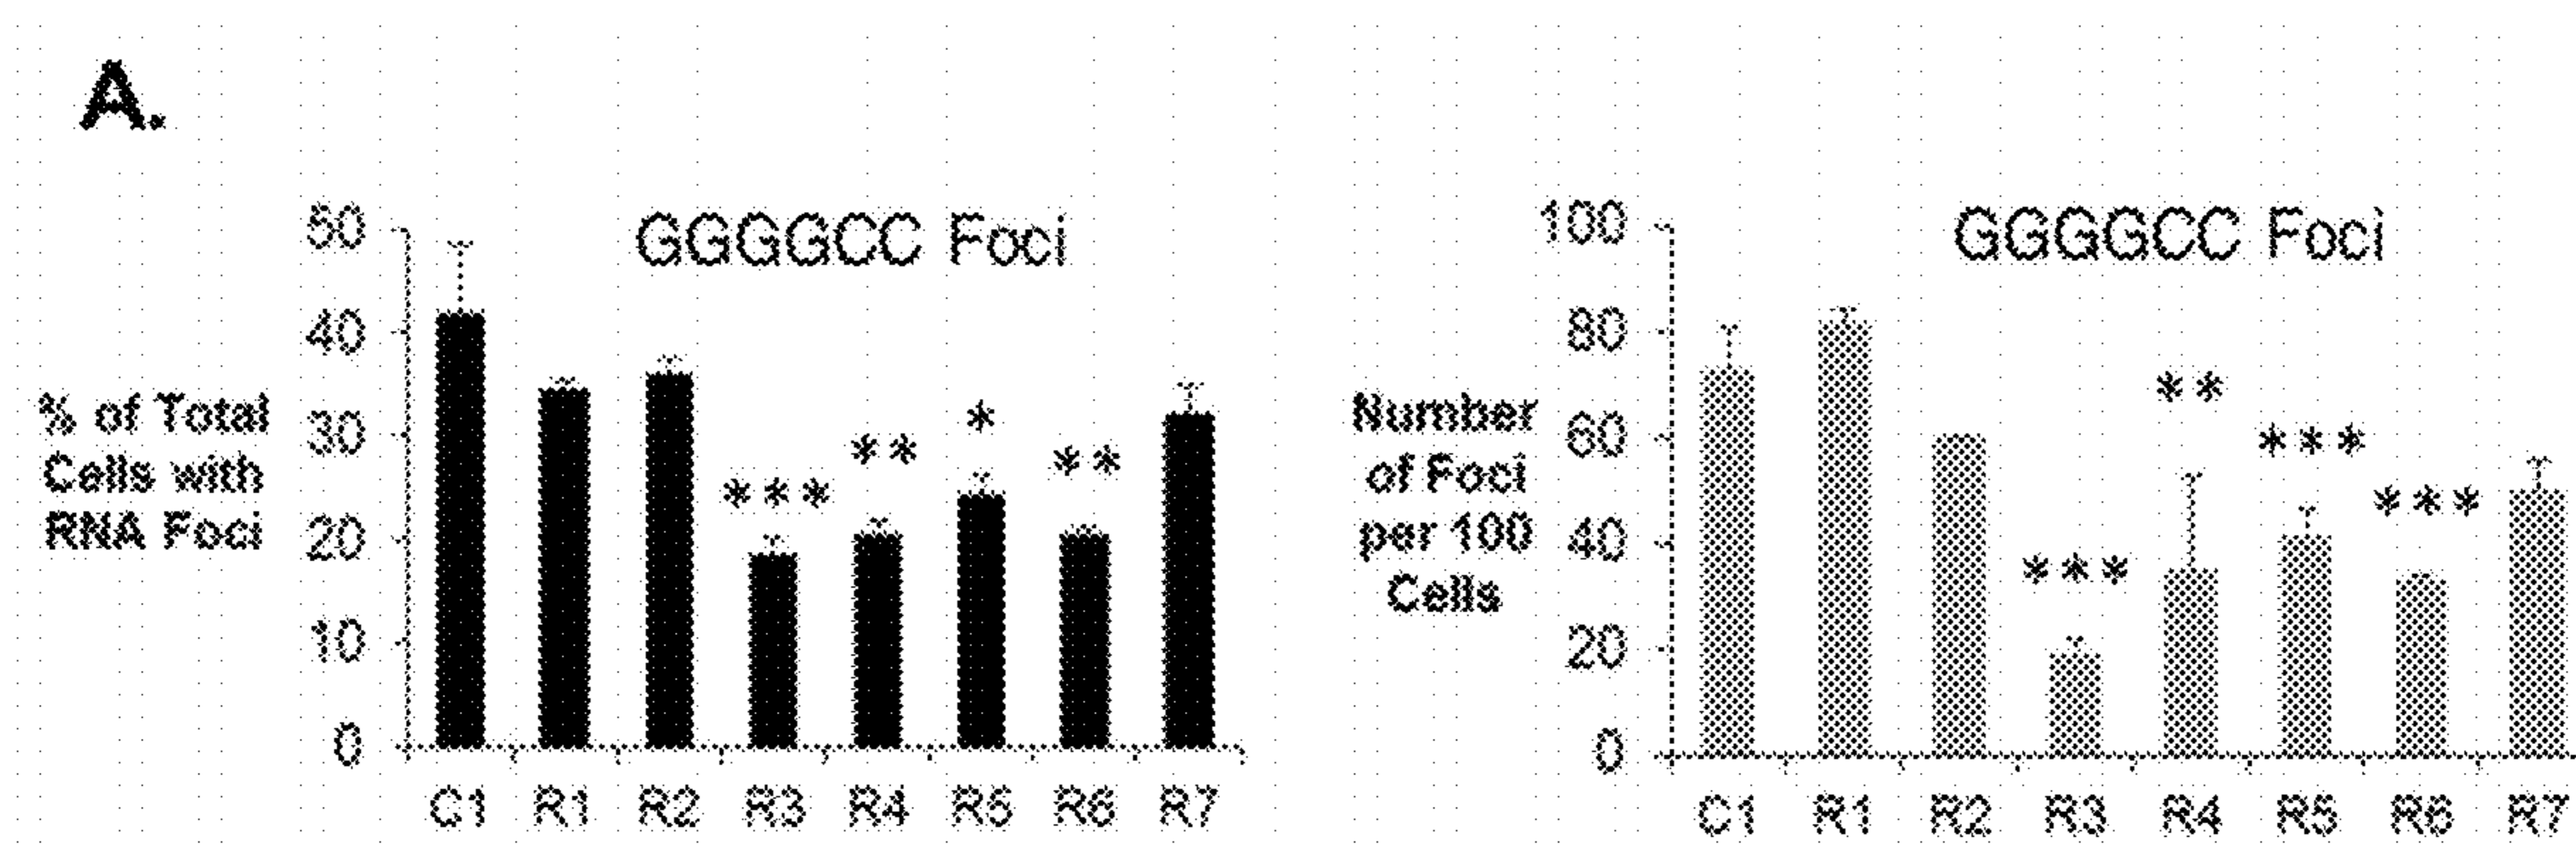 A.
GGGGCC Foci
% of Total
Cells with
RNA Foci
50
40
30
20
10
0
*** ** * **
C1 R1 R2 R3 R4 R5 R6 R7
GGGGCC Foci
Number
of Foci
per 100
Cells
100
80
60
40
20
0
**
***
***
***
C1 R1 R2 R3 R4 R5 R6 R7